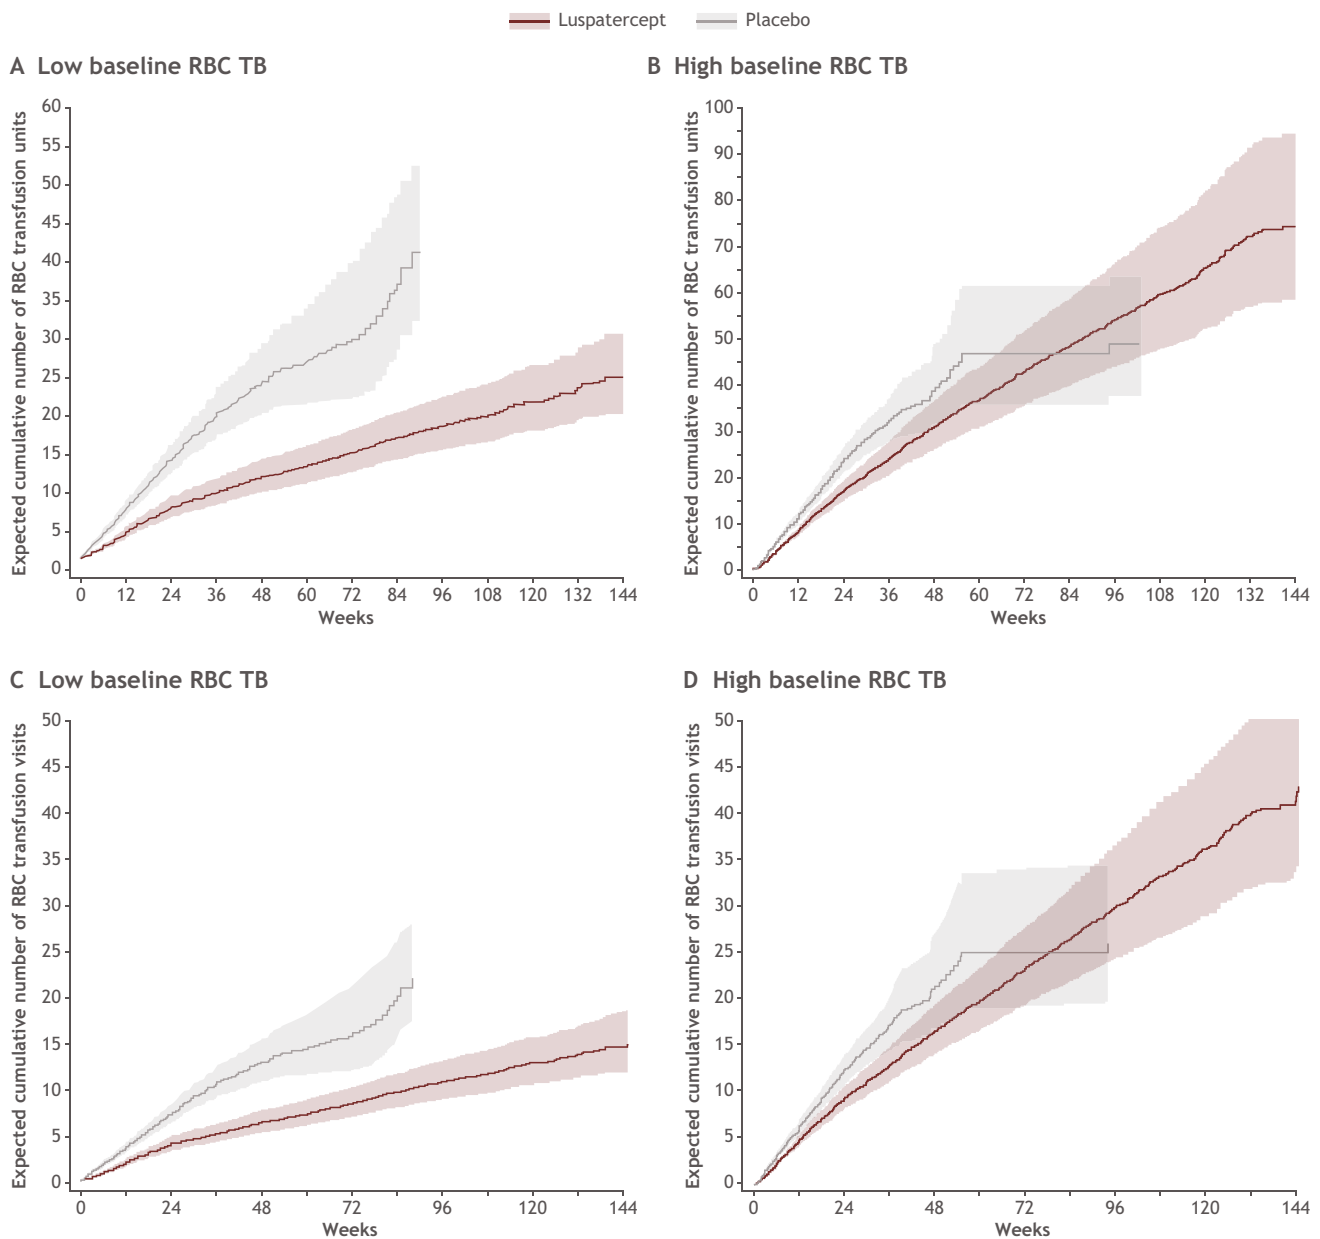 Luspatercept Placebo
A Low baseline RBC TB
Expected cumulative number of RBC transfusion units
60
55
50
45
40
35
30
25
20
15
10
5
0
0 12 24 36 48 60 72 84 96 108 120 132 144
Weeks
B High baseline RBC TB
Expected cumulative number of RBC transfusion units
100
90
80
70
60
50
40
30
20
10
0
0 12 24 36 48 60 72 84 96 108 120 132 144
Weeks
C Low baseline RBC TB
Expected cumulative number of RBC transfusion visits
50
45
40
35
30
25
20
15
10
5
0
0 24 48 72 96 120 144
Weeks
D High baseline RBC TB
Expected cumulative number of RBC transfusion visits
50
45
40
35
30
25
20
15
10
5
0
0 24 48 72 96 120 144
Weeks